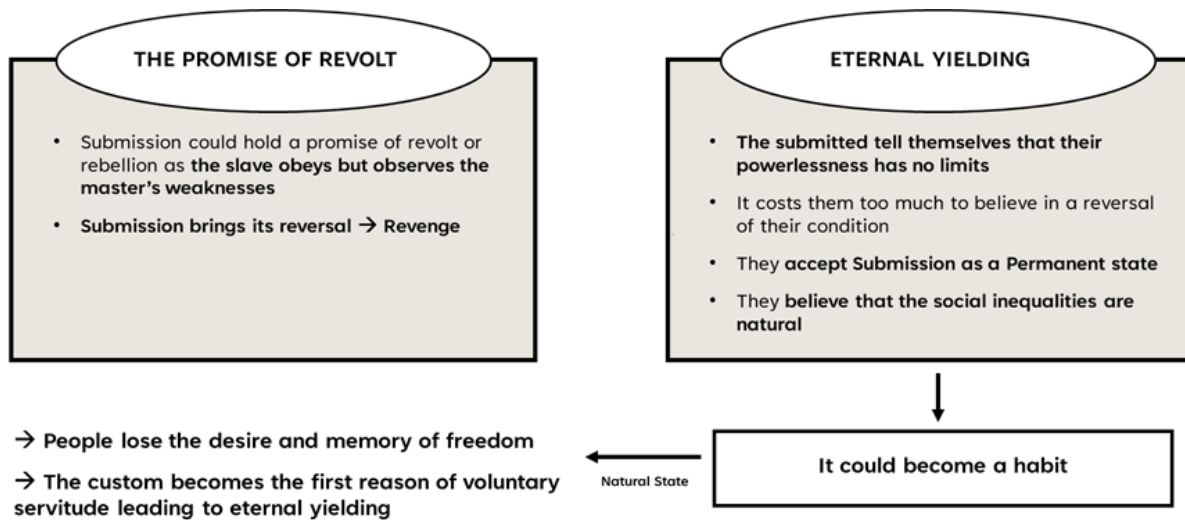 THE PROMISE OF REVOLT
• Submission could hold a promise of revolt or
rebellion as the slave obeys but observes the
master's weaknesses
• Submission brings its reversal → Revenge
ETERNAL YIELDING
• The submitted tell themselves that their
powerlessness has no limits
• It costs them too much to believe in a reversal
of their condition
• They accept Submission as a Permanent state
• They believe that the social inequalities are
natural
It could become a habit
Natural State
→ People lose the desire and memory of freedom
→ The custom becomes the first reason of voluntary
servitude leading to eternal yielding